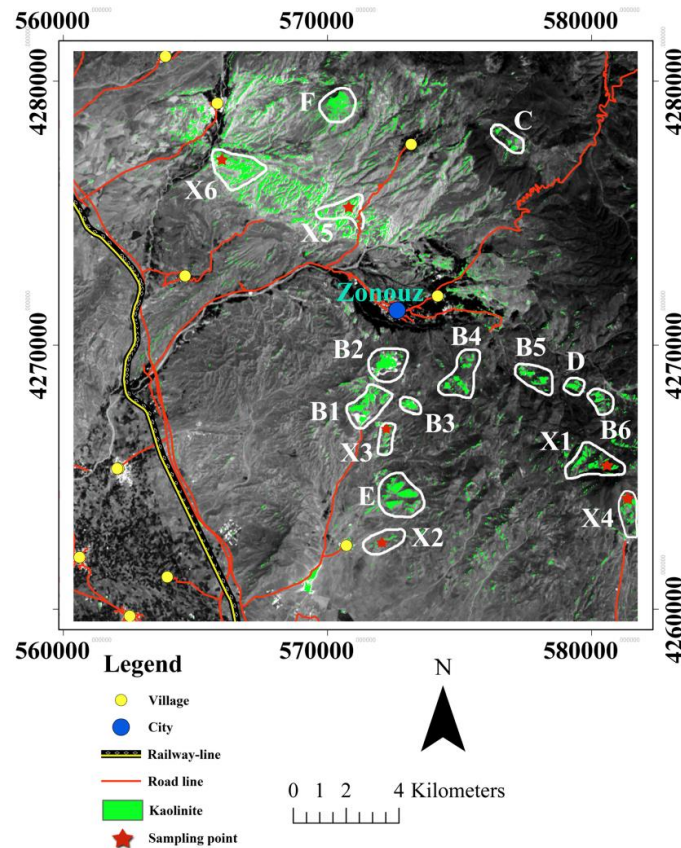 560000 570000 580000
4280000 4280000
F
C
X6
X5
Zonouz
4270000 4270000
B2 B4 B5 D
B1 B3 B6
X3 X1
E X4
X2
4260000 4260000
560000 570000 580000
Legend
Village
City
Railway-line
Road line
Kaolinite
Sampling point
N
0 1 2 4 Kilometers